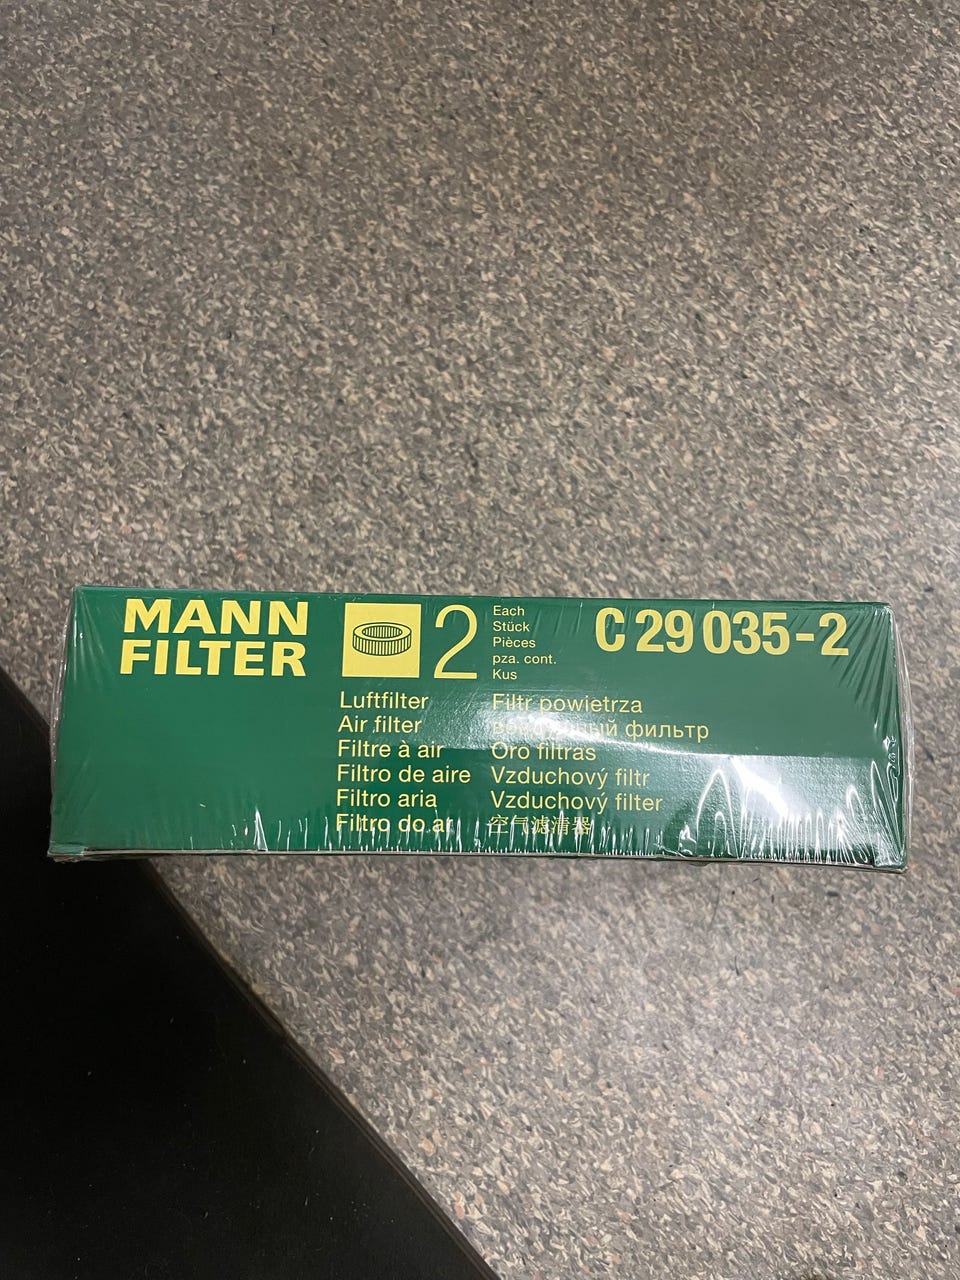 MANN
FILTER
2
Each
Stück
Pièces
pza. cont.
Kus
C 29 035-2
Luftfilter
Air filter
Filtre à air
Filtro de aire
Filtro aria
Filtro do ar
Filtr powietrza
фильтр
Oro filtras
Vzduchový filtr
Vzduchový filter
空气滤清器